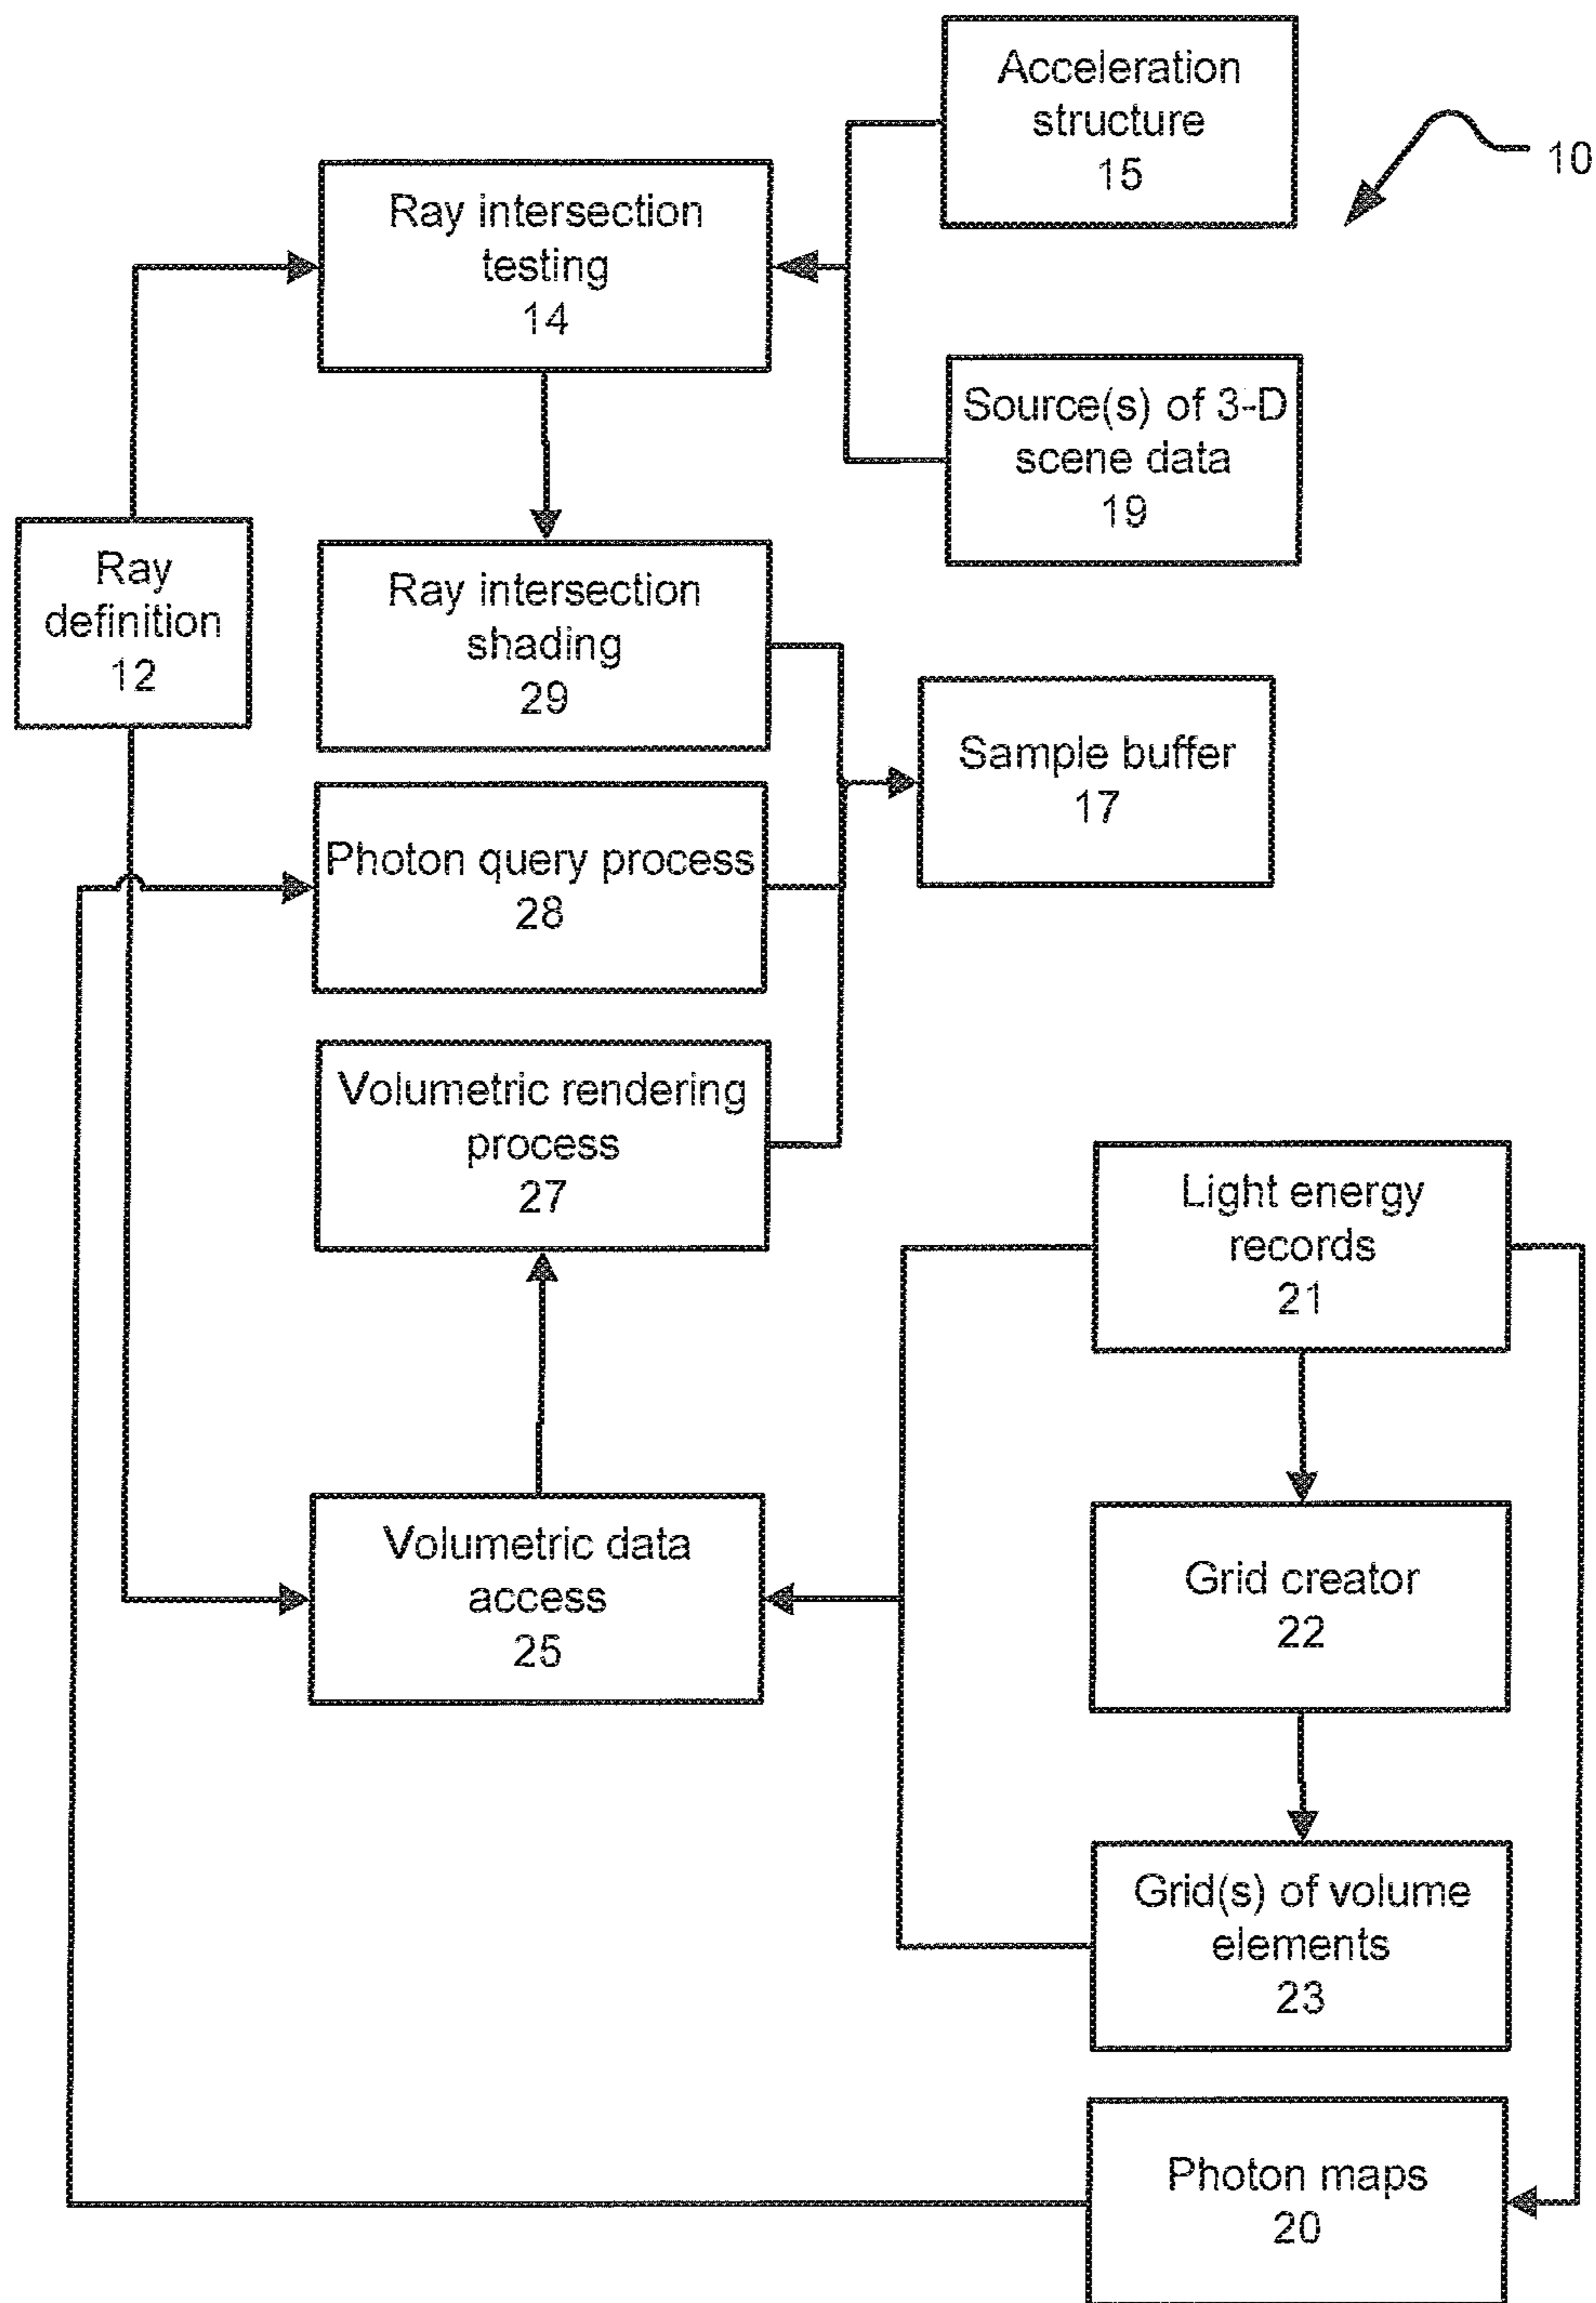 Acceleration
structure
15
10
Ray intersection
testing
14
Source(s) of 3-D
scene data
19
Ray
definition
12
Ray intersection
shading
29
Sample buffer
17
Photon query process
28
Volumetric rendering
process
27
Light energy
records
21
Volumetric data
access
25
Grid creator
22
Grid(s) of volume
elements
23
Photon maps
20